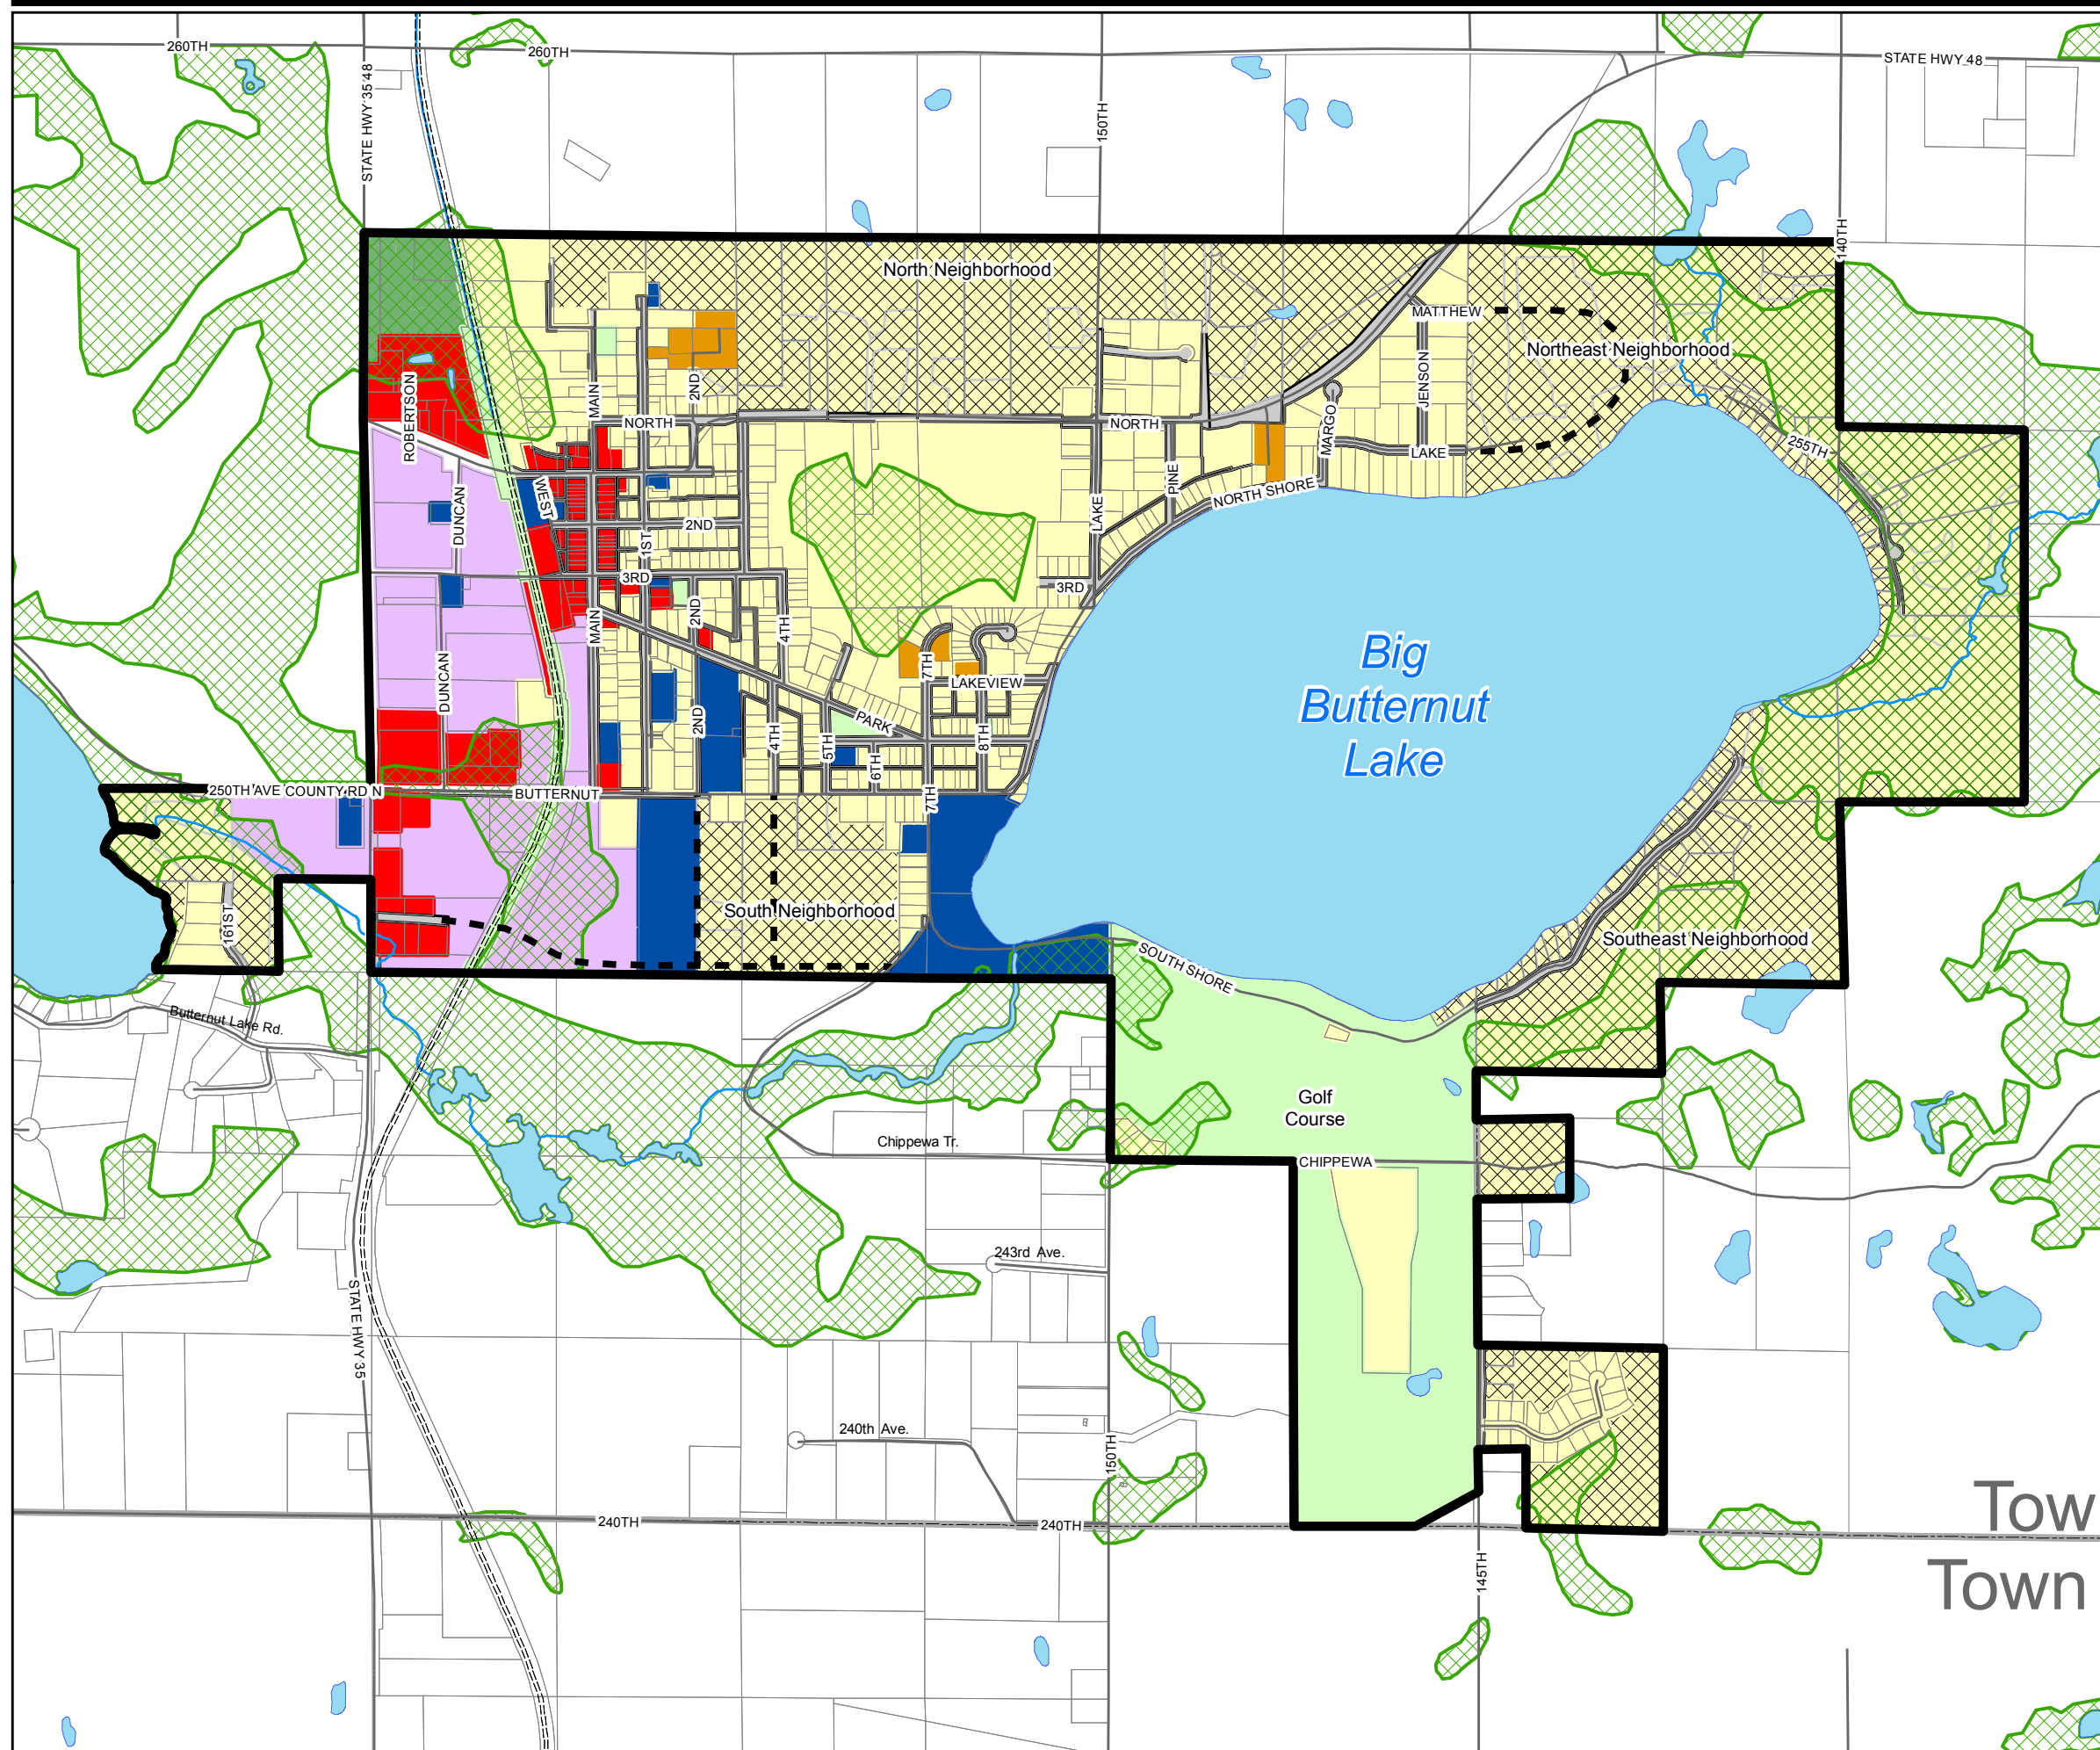 260TH
260TH
STATE HWY 48
STATE HWY 35 48
150TH
140TH
North Neighborhood
MATTHEW
Northeast Neighborhood
JENSON
ROBERTSON
MAIN
2ND
NORTH
NORTH
MARGO
LAKE
255TH
DUNCAN
WEST
PINE
NORTH SHORE
LAKE
2ND
1ST
3RD
3RD
MAIN
2ND
4TH
Big
Butternut
Lake
DUNCAN
7TH
LAKEVIEW
2ND
PARK
4TH
5TH
6TH
8TH
250TH AVE
COUNTY RD N
BUTTERNUT
7TH
161ST
South Neighborhood
SOUTH SHORE
Southeast Neighborhood
Butternut Lake Rd.
Golf
Course
Chippewa Tr.
CHIPPEWA
243rd Ave.
STATE HWY 35
240th Ave.
150TH
240TH
240TH
145TH
Tow
Town